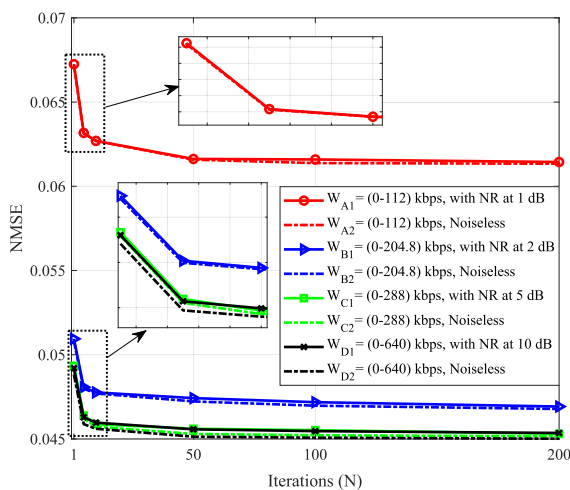 0.07
0.065
0.06
0.055
0.05
0.045
NMSE
W_A1= (0-112) kbps, with NR at 1 dB
W_A2= (0-112) kbps, Noiseless
W_B1= (0-204.8) kbps, with NR at 2 dB
W_B2= (0-204.8) kbps, Noiseless
W_C1= (0-288) kbps, with NR at 5 dB
W_C2= (0-288) kbps, Noiseless
W_D1= (0-640) kbps, with NR at 10 dB
W_D2= (0-640) kbps, Noiseless
1 50 100 200
Iterations (N)